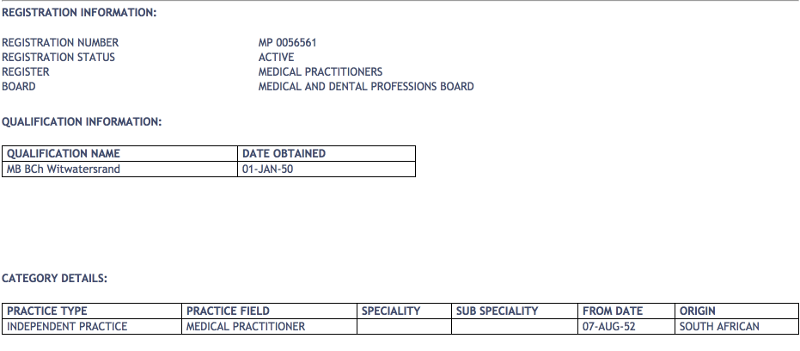 REGISTRATION INFORMATION:
REGISTRATION NUMBER MP 0056561
REGISTRATION STATUS ACTIVE
REGISTER MEDICAL PRACTITIONERS
BOARD MEDICAL AND DENTAL PROFESSIONS BOARD
QUALIFICATION INFORMATION:
QUALIFICATION NAME DATE OBTAINED
MB BCh Witwatersrand 01-JAN-50
CATEGORY DETAILS:
PRACTICE TYPE PRACTICE FIELD SPECIALITY SUB SPECIALITY FROM DATE ORIGIN
INDEPENDENT PRACTICE MEDICAL PRACTITIONER 07-AUG-52 SOUTH AFRICAN